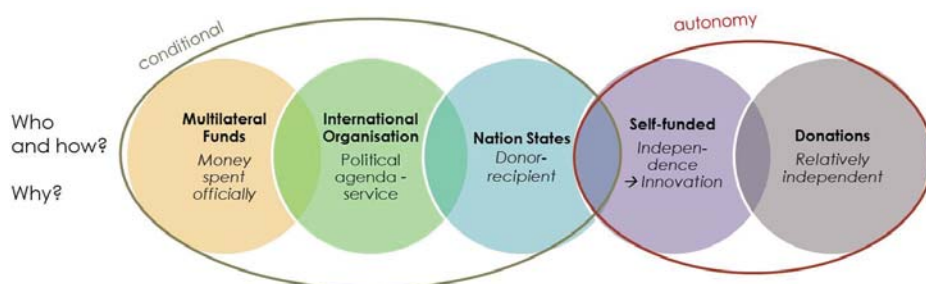 conditional
autonomy
Who
and how?
Why?
Multilateral
Funds
Money
spent
officially
International
Organisation
Political
agenda -
service
Nation States
Donor-
recipient
Self-funded
Indepen-
dence
→ Innovation
Donations
Relatively
independent